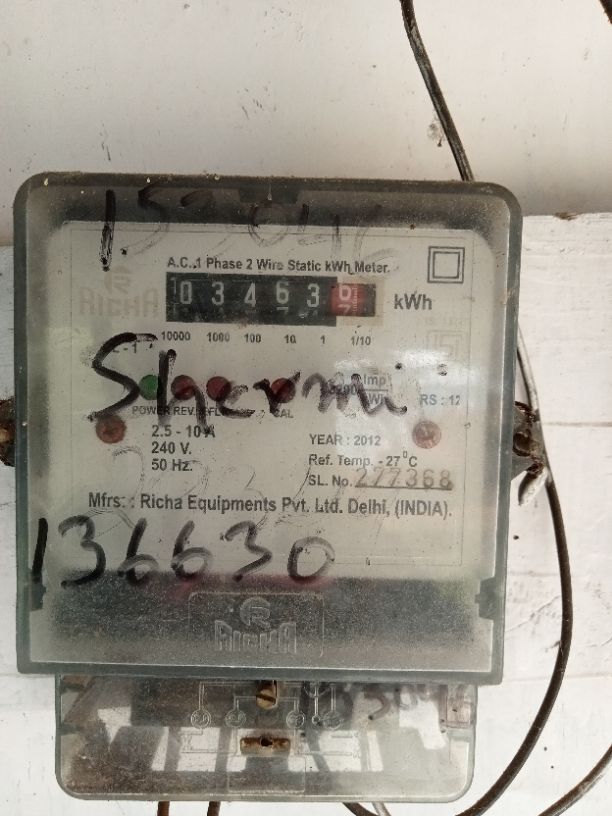 A.C. 1 Phase 2 Wire Static kWh Meter.
RICHA
0 3 4 6 3 6 kWh
10000 1000 100 10 1 1/10
Shermi
Imp
RS : 12
POWER REV. CAL
2.5 - 10 A
240 V.
50 Hz.
YEAR : 2012
Ref. Temp. - 27°C
SL. No. 277368
Mfrs: : Richa Equipments Pvt. Ltd. Delhi, (INDIA).
136630
RICHA